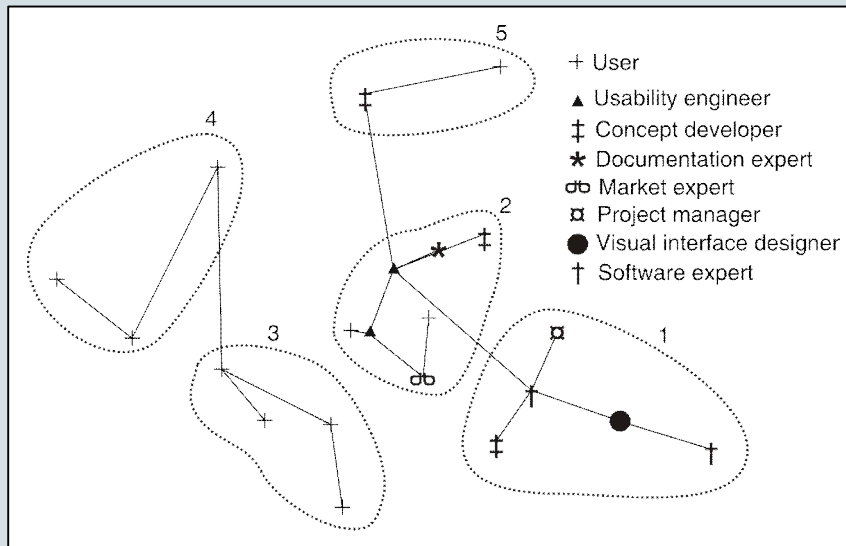 5
4
2
3
1
User
Usability engineer
Concept developer
Documentation expert
Market expert
Project manager
Visual interface designer
Software expert